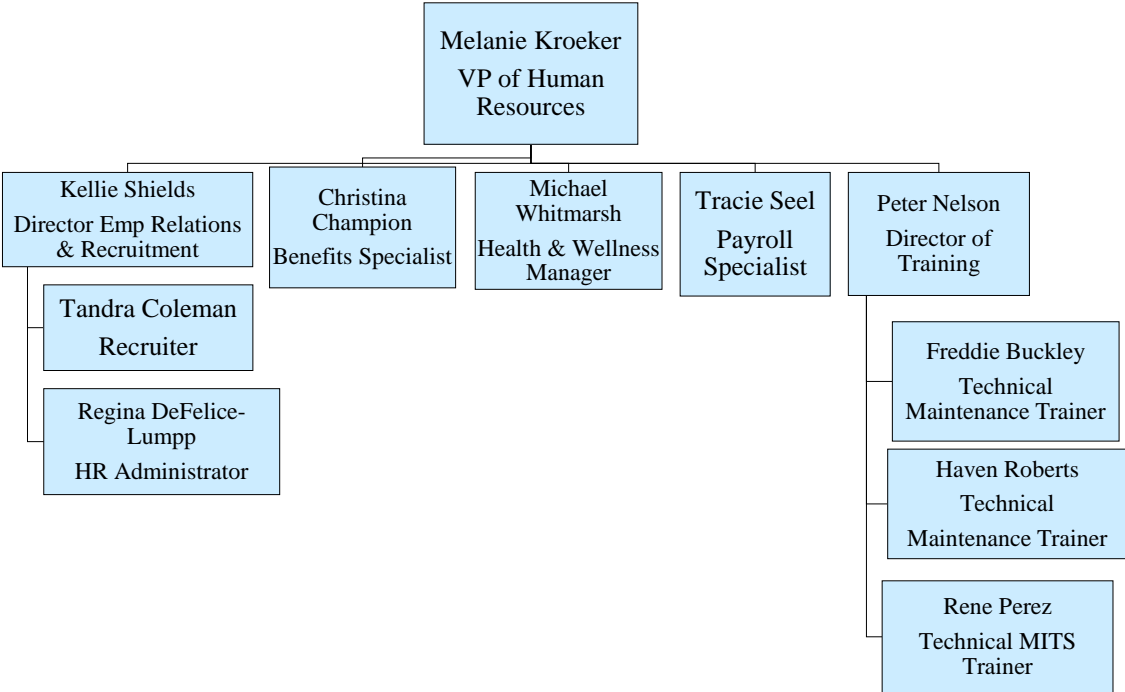 Melanie Kroeker
VP of Human
Resources
Kellie Shields
Director Emp Relations
& Recruitment
Christina
Champion
Benefits Specialist
Michael
Whitmarsh
Health & Wellness
Manager
Tracie Seel
Payroll
Specialist
Peter Nelson
Director of
Training
Tandra Coleman
Recruiter
Regina DeFelice-
Lumpp
HR Administrator
Freddie Buckley
Technical
Maintenance Trainer
Haven Roberts
Technical
Maintenance Trainer
Rene Perez
Technical MITS
Trainer